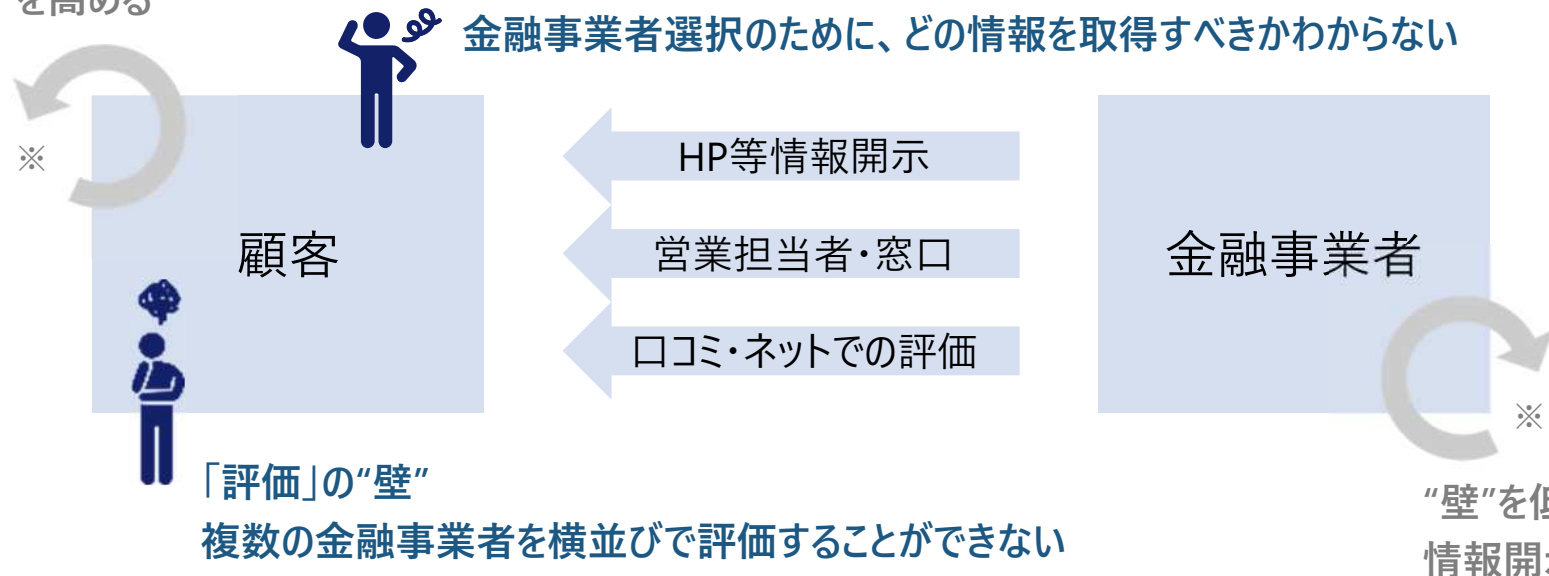 を高める
金融事業者選択のために、どの情報を取得すべきかわからない
※
HP等情報開示
顧客
営業担当者・窓口
金融事業者
口コミ・ネットでの評価
※
「評価」の“壁”
複数の金融事業者を横並びで評価することができない
“壁”を低
情報開